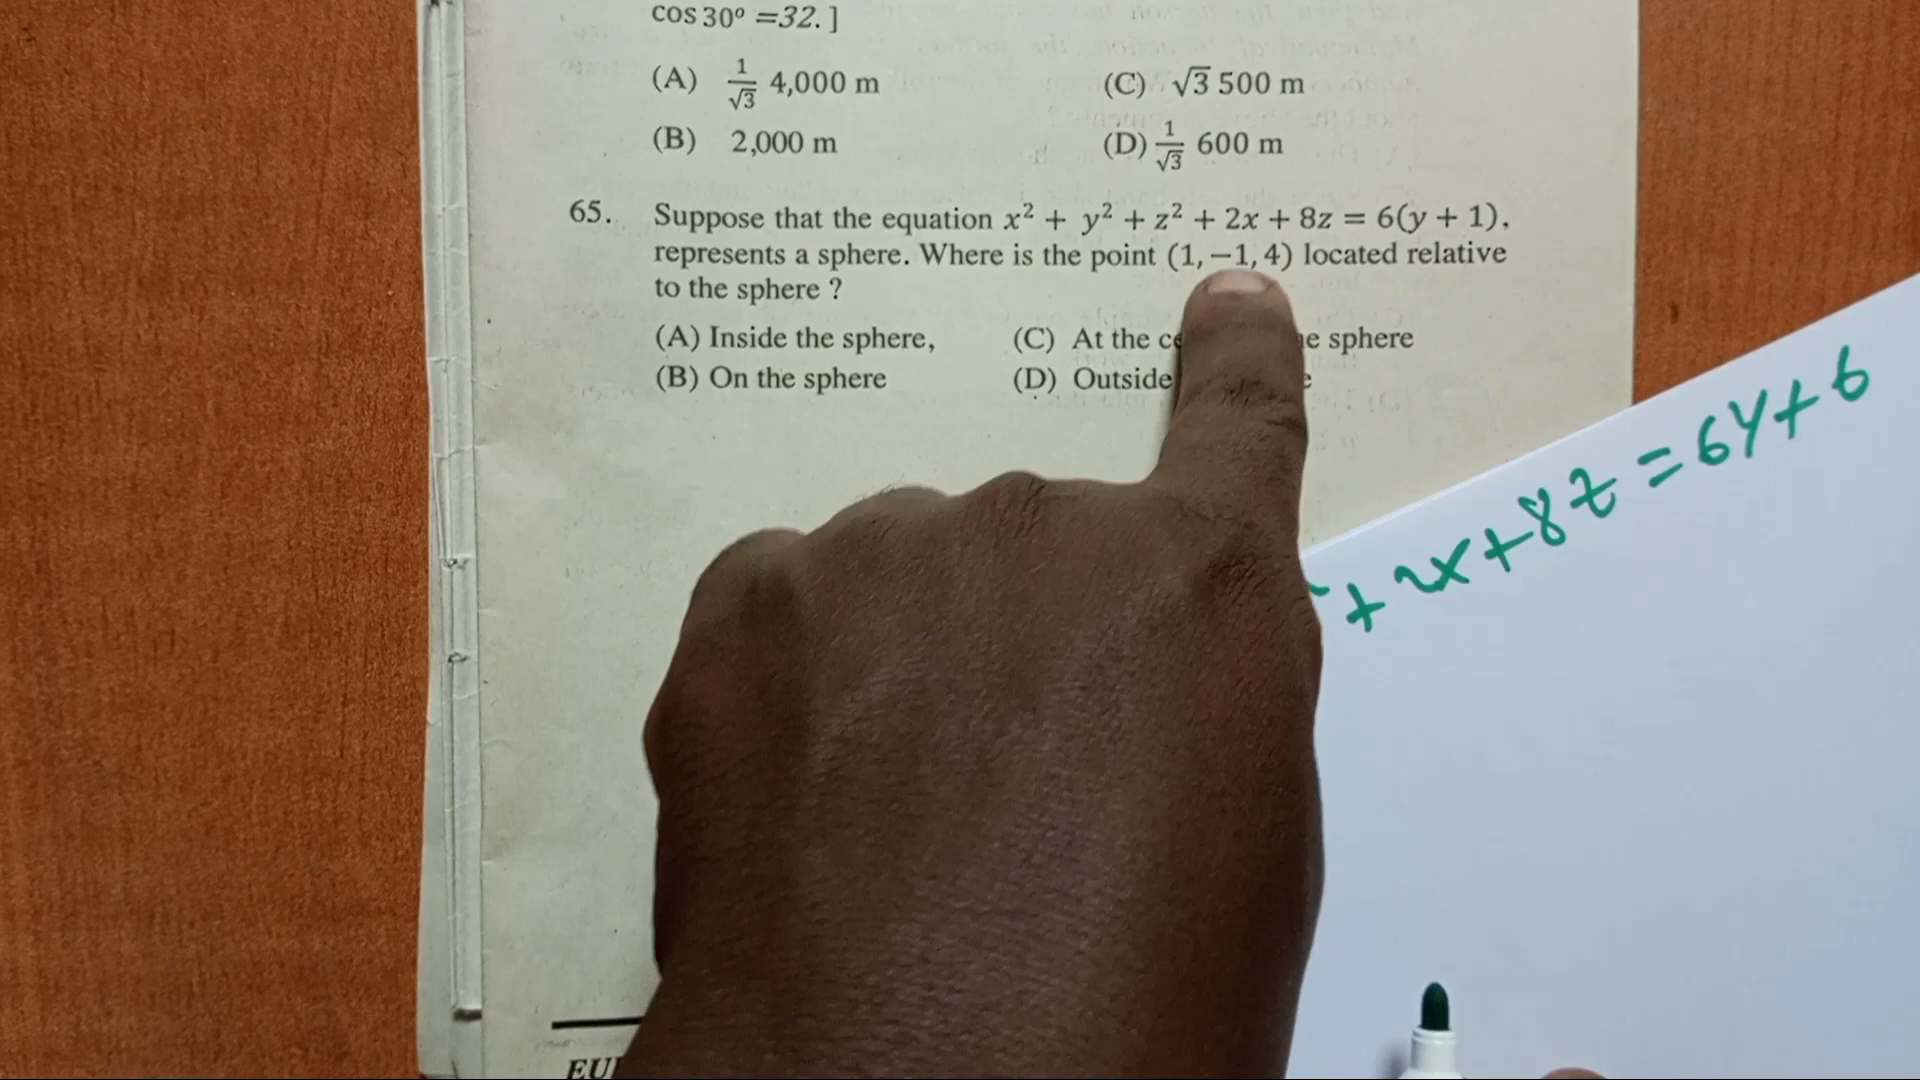 cos 30° =32. ]
(A) 1/√3 4,000 m (C) √3 500 m
(B) 2,000 m (D) 1/√3 600 m
65. Suppose that the equation x² + y² + z² + 2x + 8z = 6(y + 1),
represents a sphere. Where is the point (1, −1, 4) located relative
to the sphere ?
(A) Inside the sphere, (C) At the sphere
(B) On the sphere (D) Outside
+ 2x + 8z = 6y + 6